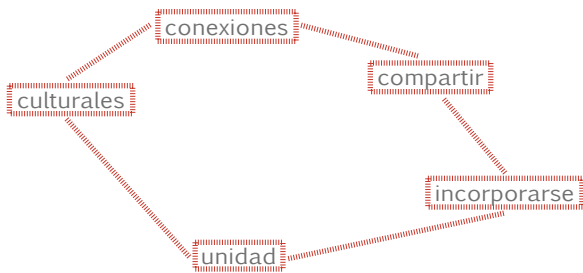 conexiones
compartir
culturales
incorporarse
unidad